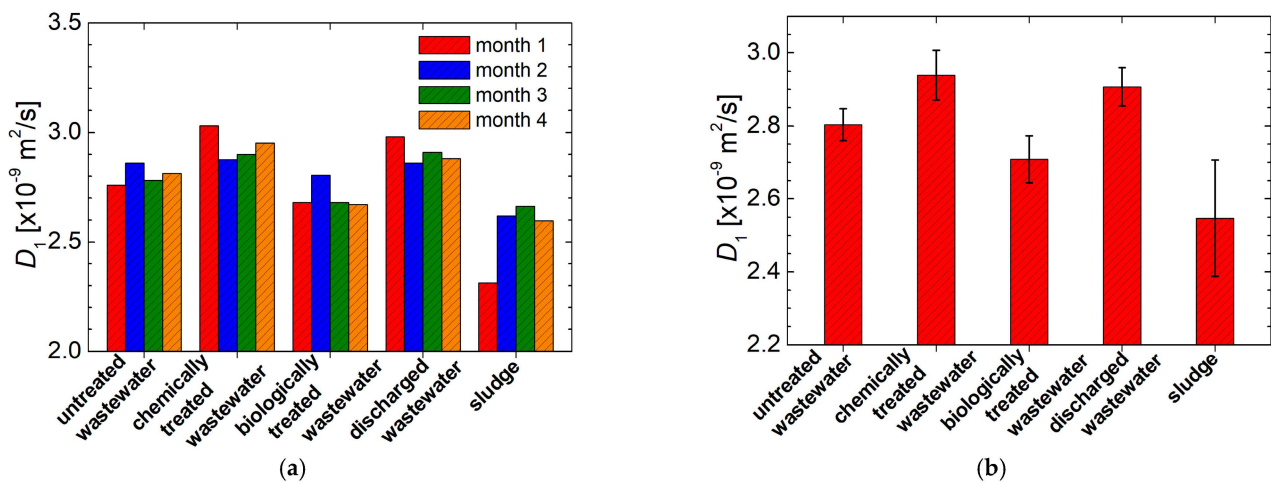 3.5
3.0
2.5
2.0
D1 [x10-9 m2/s]
month 1
month 2
month 3
month 4
untreated
wastewater
chemically
treated
wastewater
biologically
treated
wastewater
discharged
wastewater
sludge
(a)
3.0
2.8
2.6
2.4
2.2
D1 [x10-9 m2/s]
untreated
wastewater
chemically
treated
wastewater
biologically
treated
wastewater
discharged
wastewater
sludge
(b)